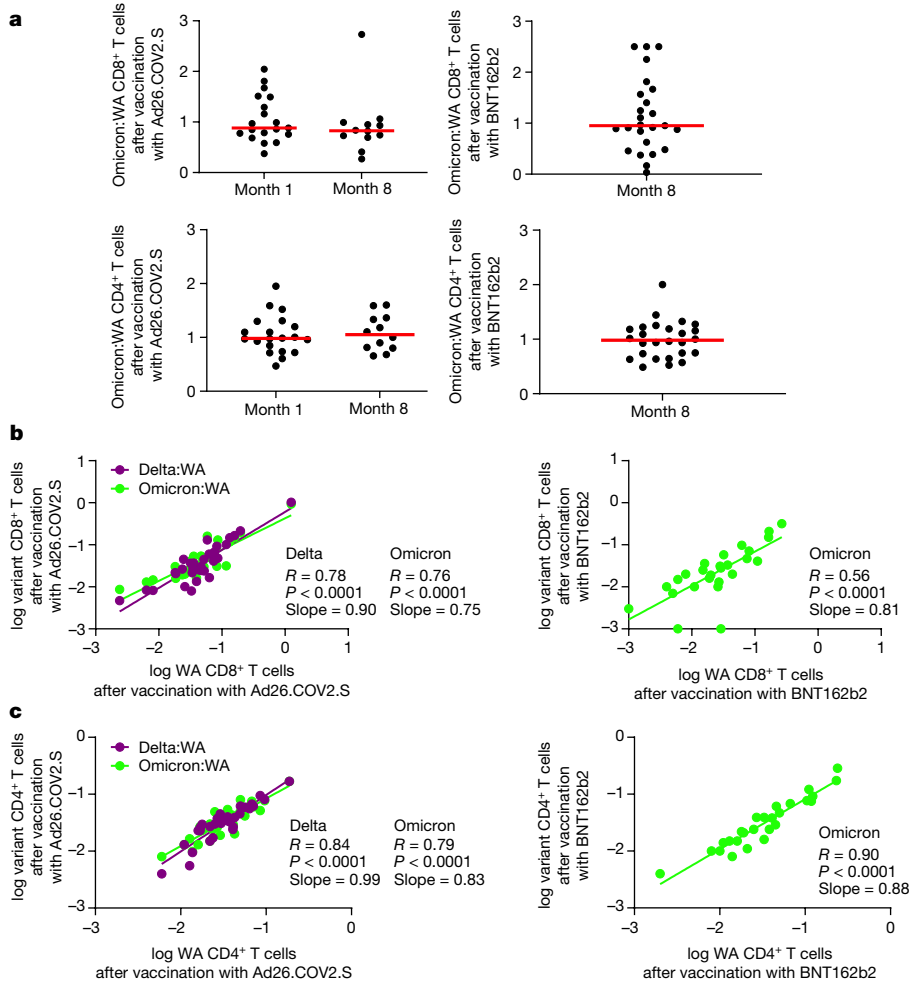 a
Omicron:WA CD8+ T cells
after vaccination
with Ad26.COV2.S
3
2
1
0
Month 1
Month 8
Omicron:WA CD8+ T cells
after vaccination
with BNT162b2
3
2
1
0
Month 8
Omicron:WA CD4+ T cells
after vaccination
with Ad26.COV2.S
3
2
1
0
Month 1
Month 8
Omicron:WA CD4+ T cells
after vaccination
with BNT162b2
3
2
1
0
Month 8
b
log variant CD8+ T cells
after vaccination
with Ad26.COV2.S
1
0
−1
−2
−3
Delta:WA
Omicron:WA
Delta
R = 0.78
P < 0.0001
Slope = 0.90
Omicron
R = 0.76
P < 0.0001
Slope = 0.75
−3
−2
−1
0
1
log WA CD8+ T cells
after vaccination with Ad26.COV2.S
log variant CD8+ T cells
after vaccination
with BNT162b2
1
0
−1
−2
−3
Omicron
R = 0.56
P < 0.0001
Slope = 0.81
−3
−2
−1
0
1
log WA CD8+ T cells
after vaccination with BNT162b2
c
log variant CD4+ T cells
after vaccination
with Ad26.COV2.S
0
−1
−2
−3
Delta:WA
Omicron:WA
Delta
R = 0.84
P < 0.0001
Slope = 0.99
Omicron
R = 0.79
P < 0.0001
Slope = 0.83
−3
−2
−1
0
log WA CD4+ T cells
after vaccination with Ad26.COV2.S
log variant CD4+ T cells
after vaccination
with BNT162b2
0
−1
−2
−3
Omicron
R = 0.90
P < 0.0001
Slope = 0.88
−3
−2
−1
0
log WA CD4+ T cells
after vaccination with BNT162b2